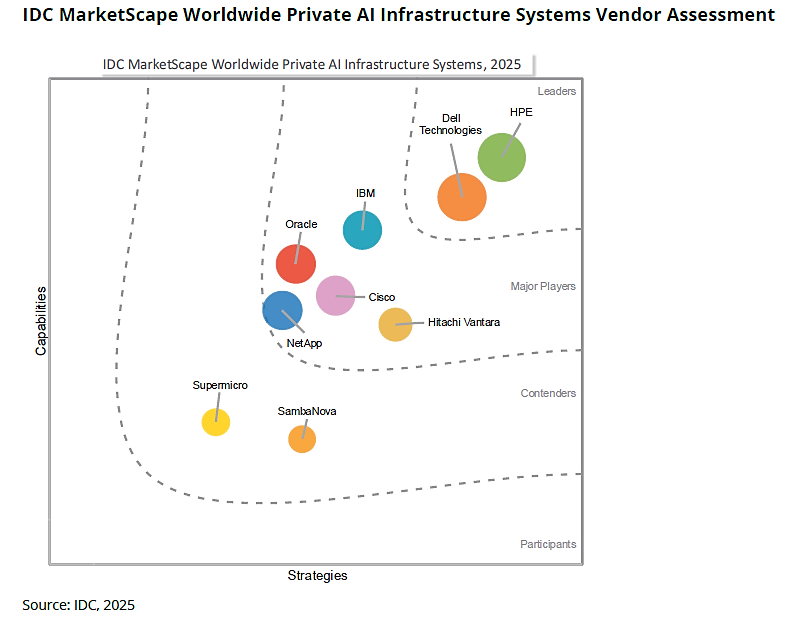 IDC MarketScape Worldwide Private AI Infrastructure Systems Vendor Assessment
IDC MarketScape Worldwide Private AI Infrastructure Systems, 2025
Leaders
HPE
Dell
Technologies
IBM
Oracle
Major Players
Cisco
Hitachi Vantara
NetApp
Capabilities
Supermicro
Contenders
SambaNova
Participants
Strategies
Source: IDC, 2025